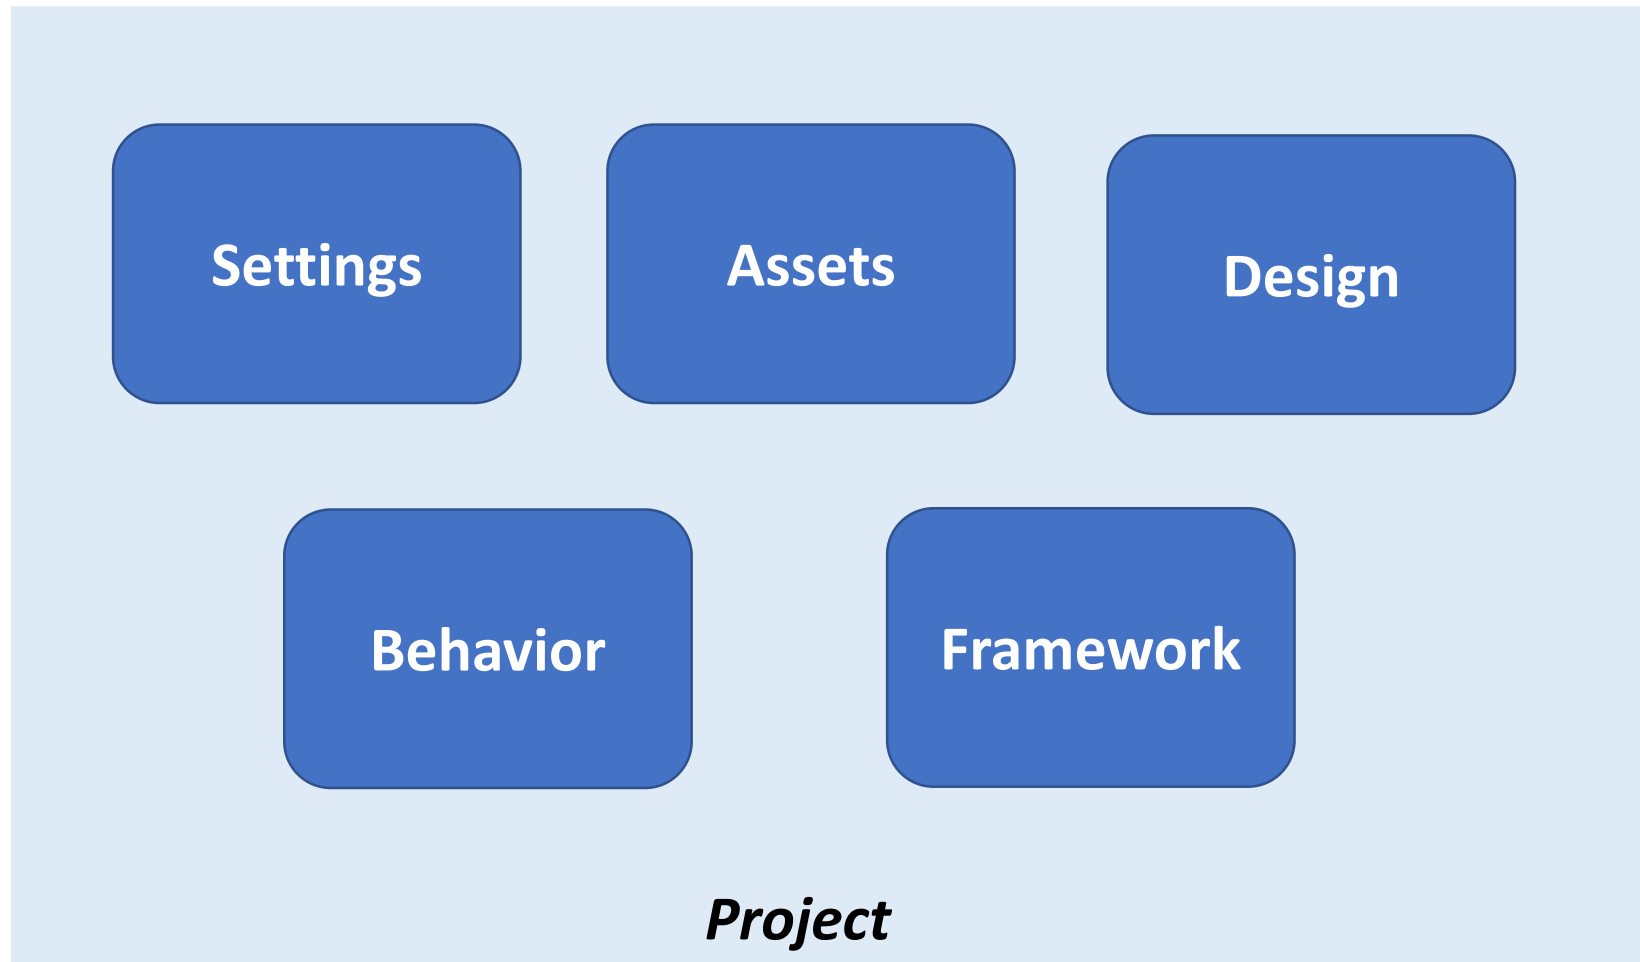 Settings
Assets
Design
Behavior
Framework
Project